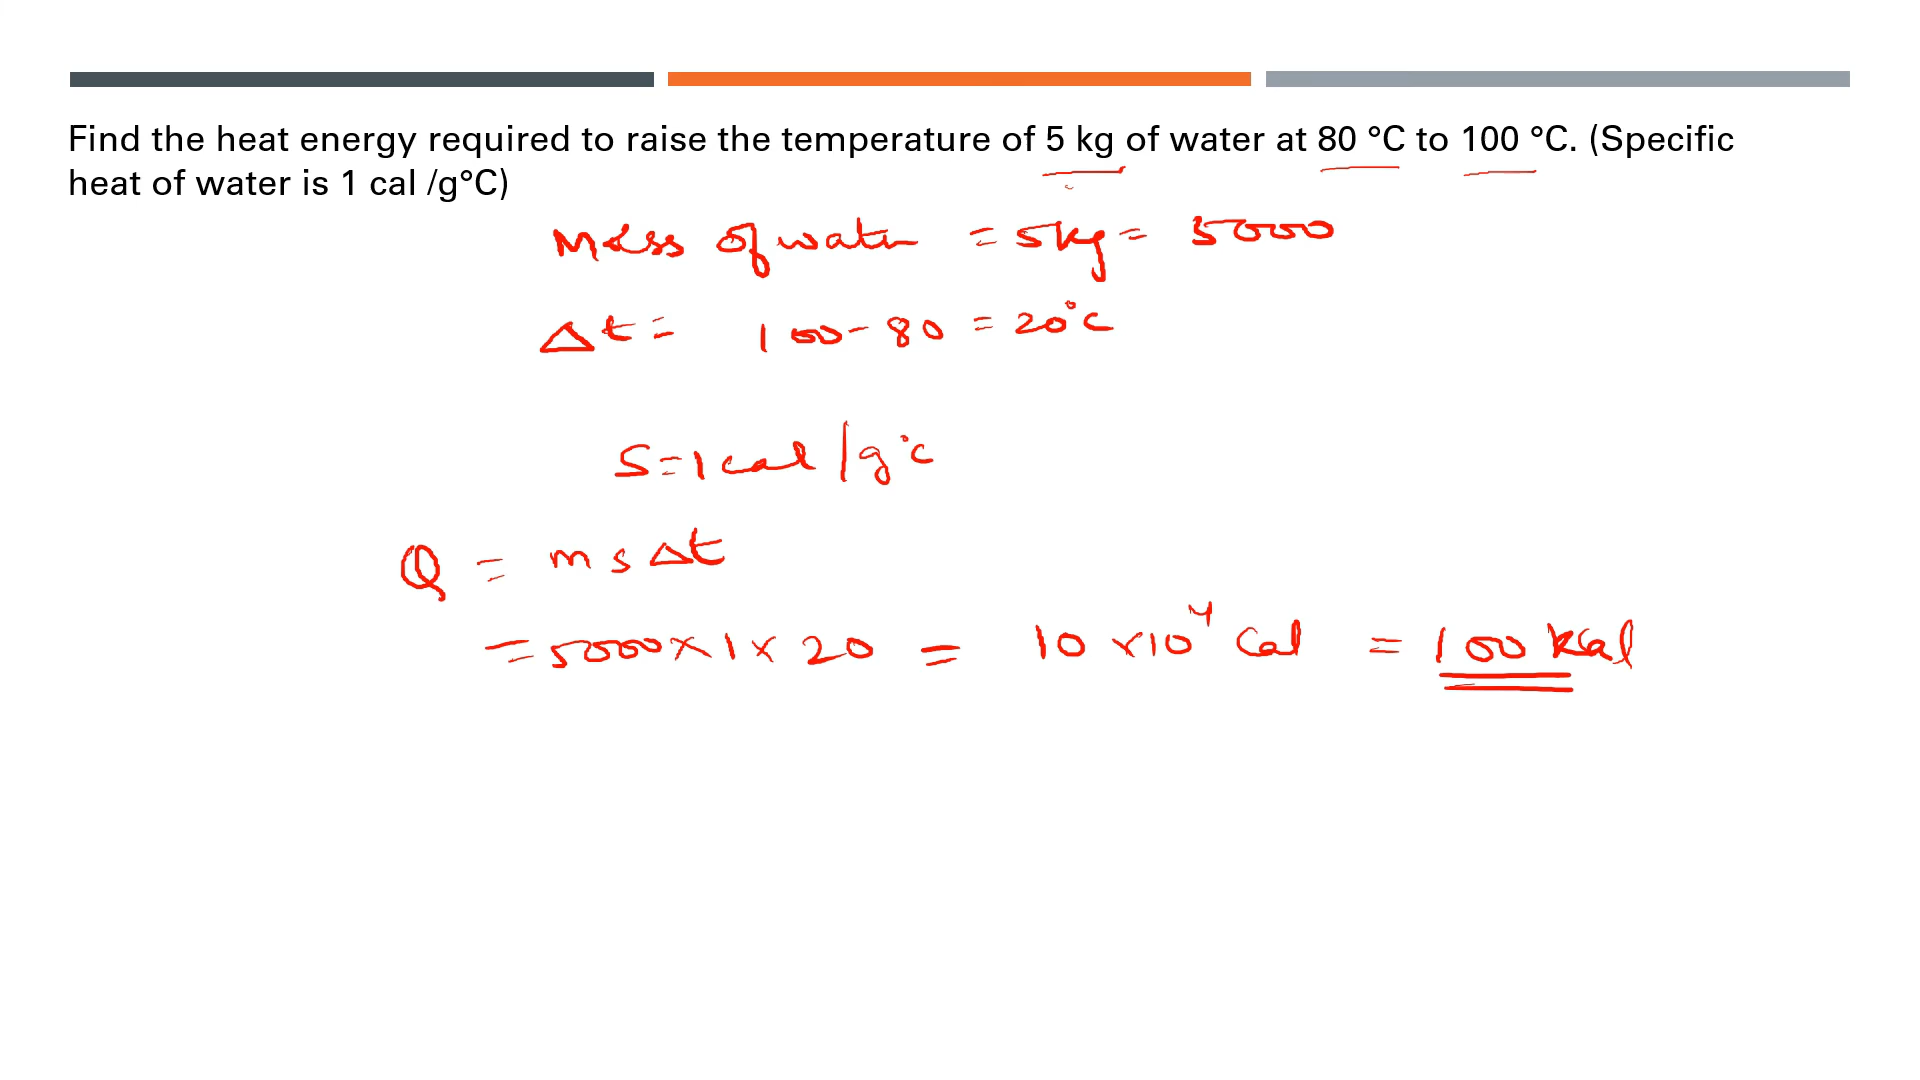 Find the heat energy required to raise the temperature of 5 kg of water at 80 °C to 100 °C. (Specific
heat of water is 1 cal /g°C)
Mass of water = 5kg = 5000
Δt = 100 - 80 = 20°C
S = 1 cal /g°C
Q = m s Δt
= 5000 × 1 × 20 = 10 × 10⁴ Cal = 100 kCal